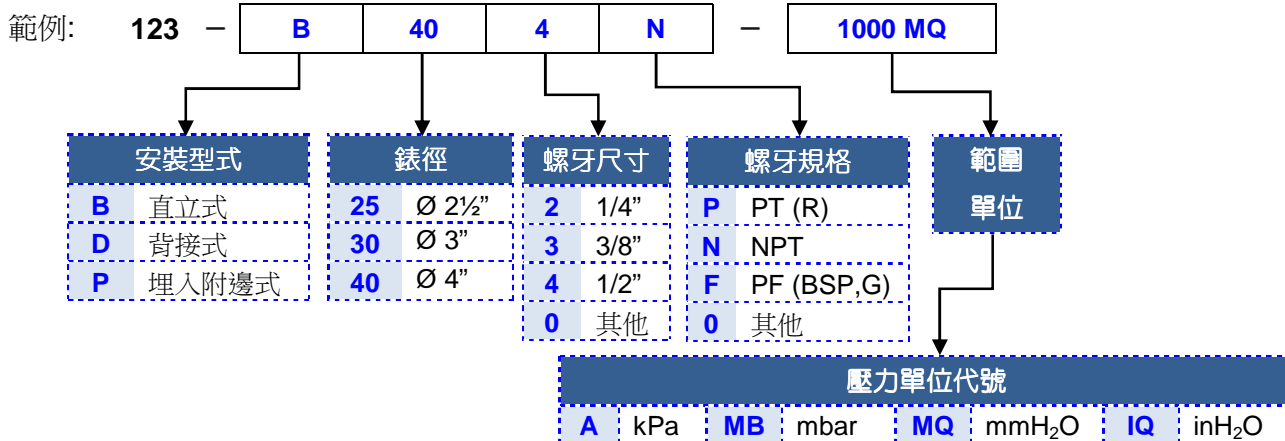 範例: 123 – B 40 4 N – 1000 MQ
安裝型式
B 直立式
D 背接式
P 埋入附邊式
錶徑
25 Ø 2½”
30 Ø 3”
40 Ø 4”
螺牙尺寸
2 1/4”
3 3/8”
4 1/2”
0 其他
螺牙規格
P PT (R)
N NPT
F PF (BSP,G)
0 其他
範圍
單位
壓力單位代號
A kPa MB mbar MQ mmH₂O IQ inH₂O